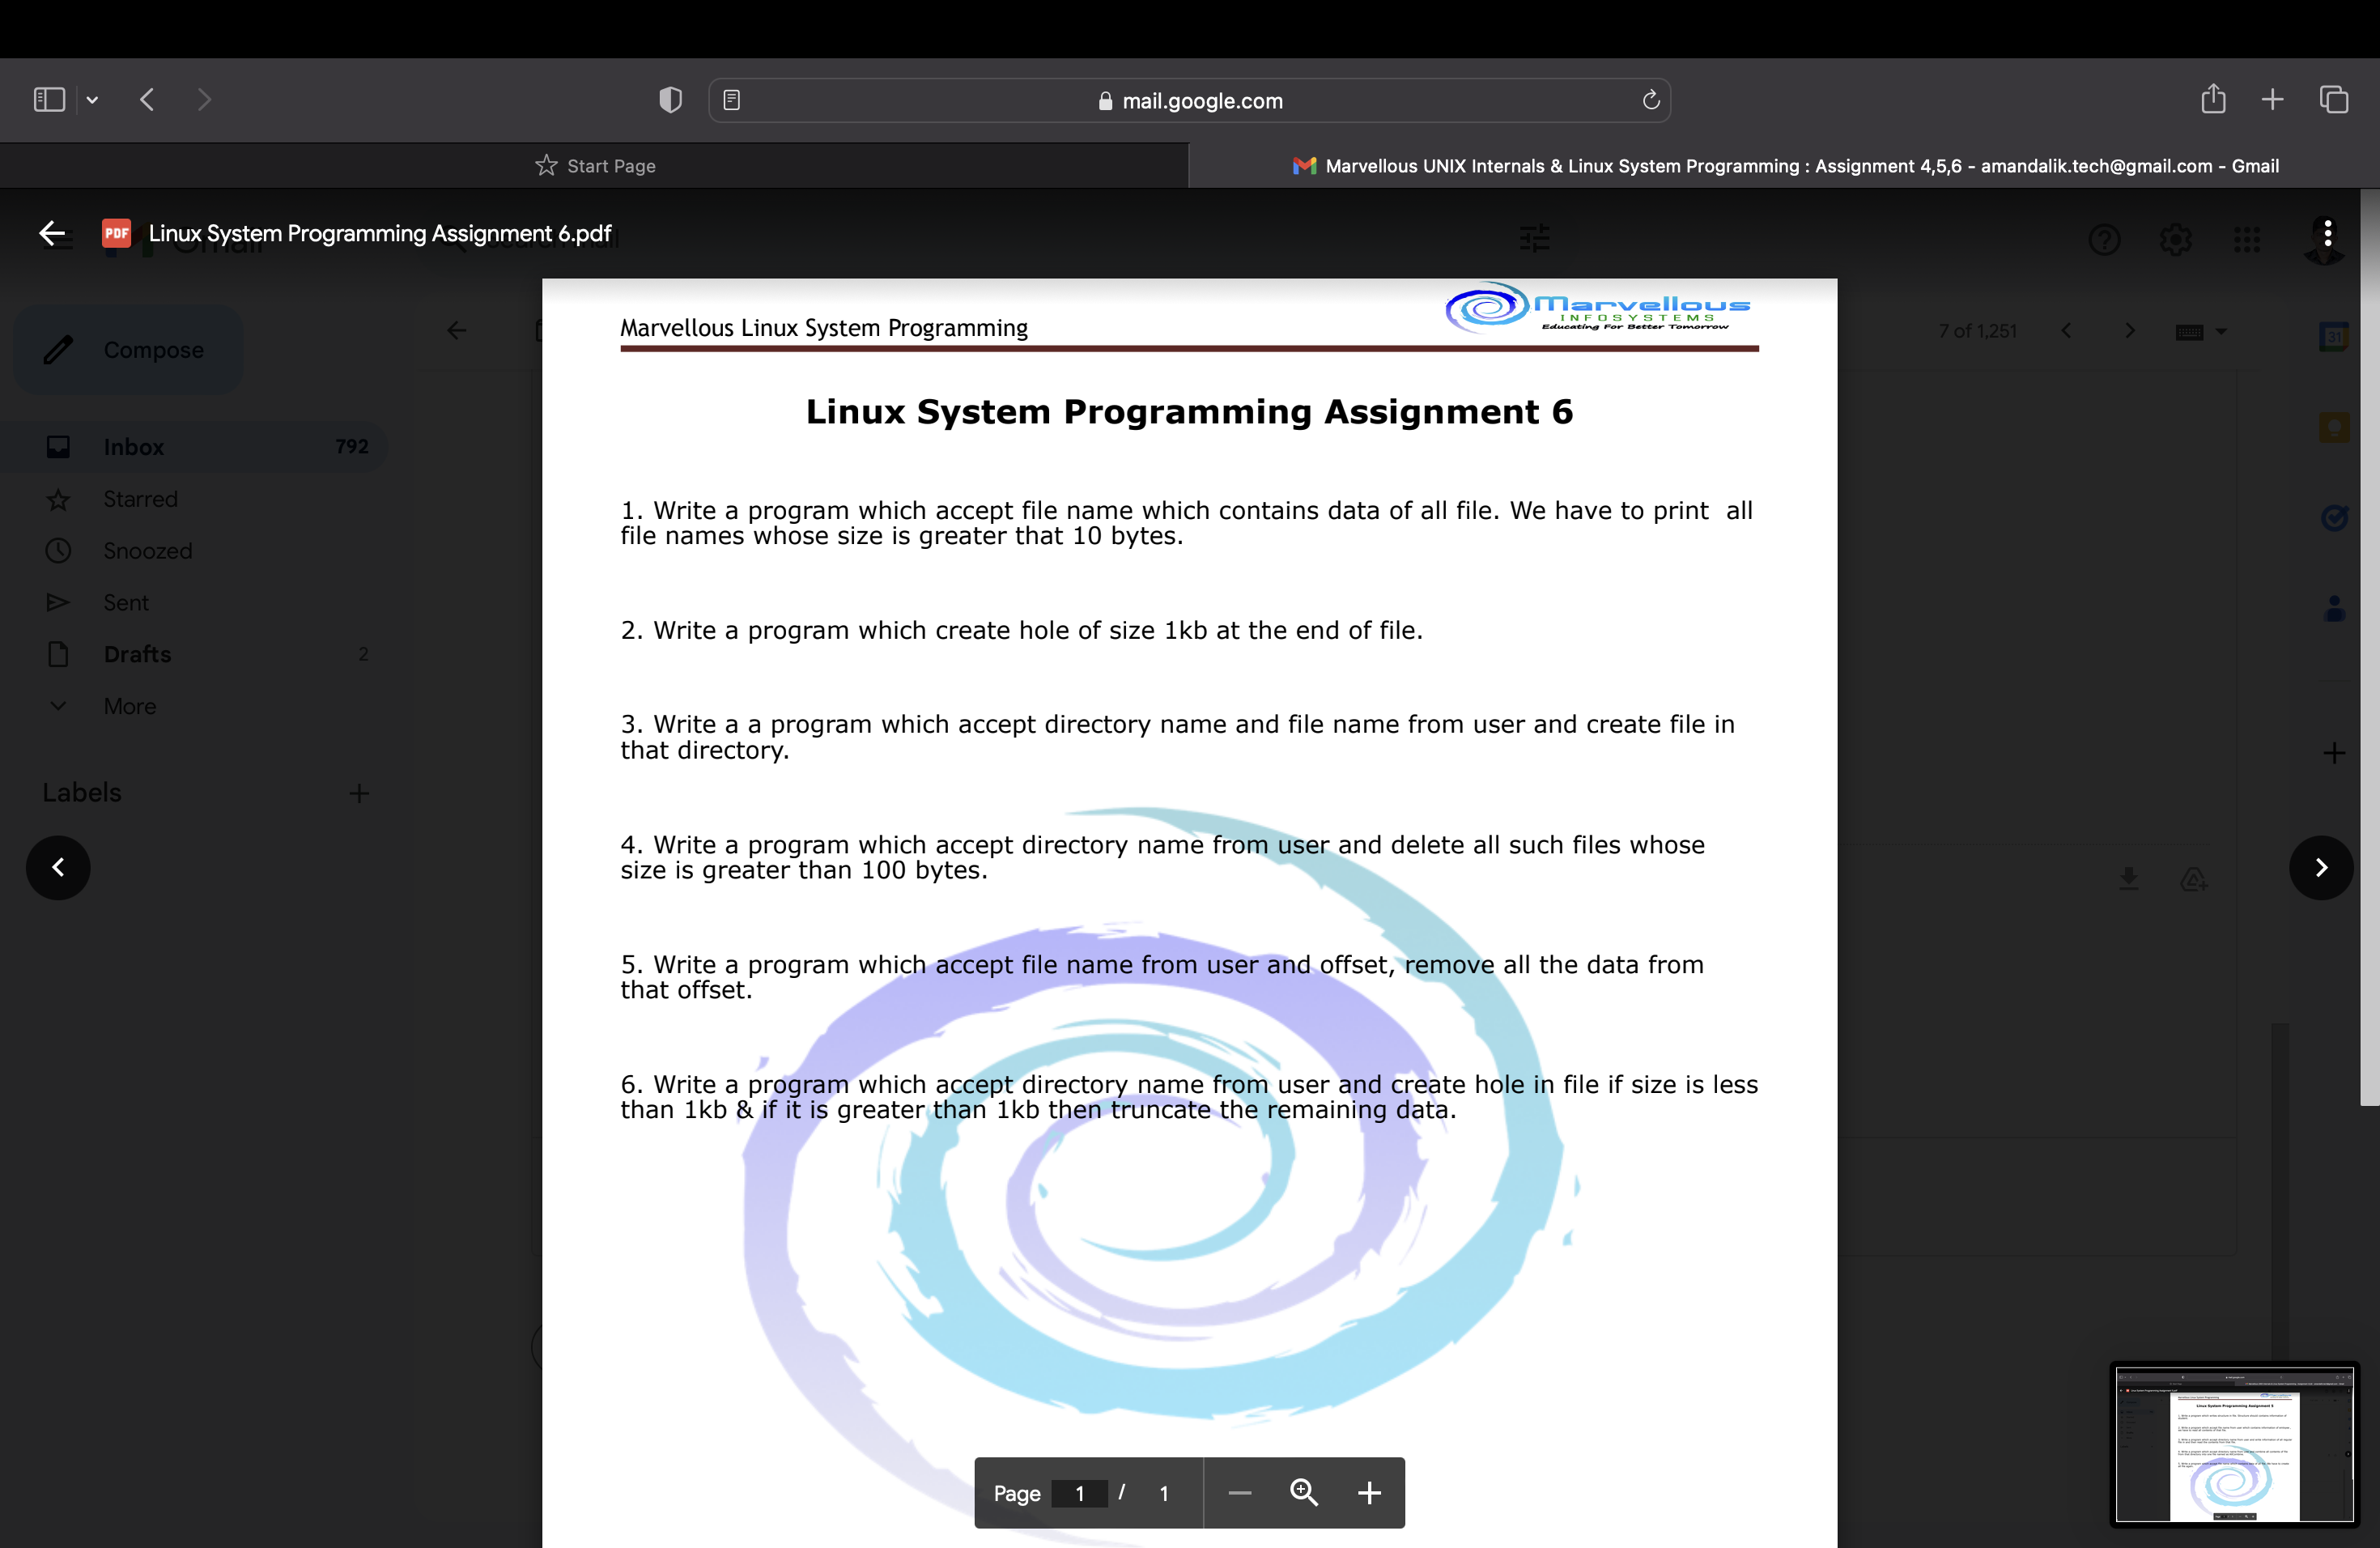 mail.google.com
Start Page
Marvellous UNIX Internals & Linux System Programming : Assignment 4,5,6 - amandalik.tech@gmail.com - Gmail
PDF Linux System Programming Assignment 6.pdf
Compose
7 of 1,251
31
Inbox 792
Starred
Snoozed
Sent
Drafts 2
More
Labels
Marvellous Linux System Programming
Marvellous
INFOSYSTEMS
Educating For Better Tomorrow
Linux System Programming Assignment 6
1. Write a program which accept file name which contains data of all file. We have to print  all
file names whose size is greater that 10 bytes.
2. Write a program which create hole of size 1kb at the end of file.
3. Write a a program which accept directory name and file name from user and create file in
that directory.
4. Write a program which accept directory name from user and delete all such files whose
size is greater than 100 bytes.
5. Write a program which accept file name from user and offset, remove all the data from
that offset.
6. Write a program which accept directory name from user and create hole in file if size is less
than 1kb & if it is greater than 1kb then truncate the remaining data.
Page 1 / 1